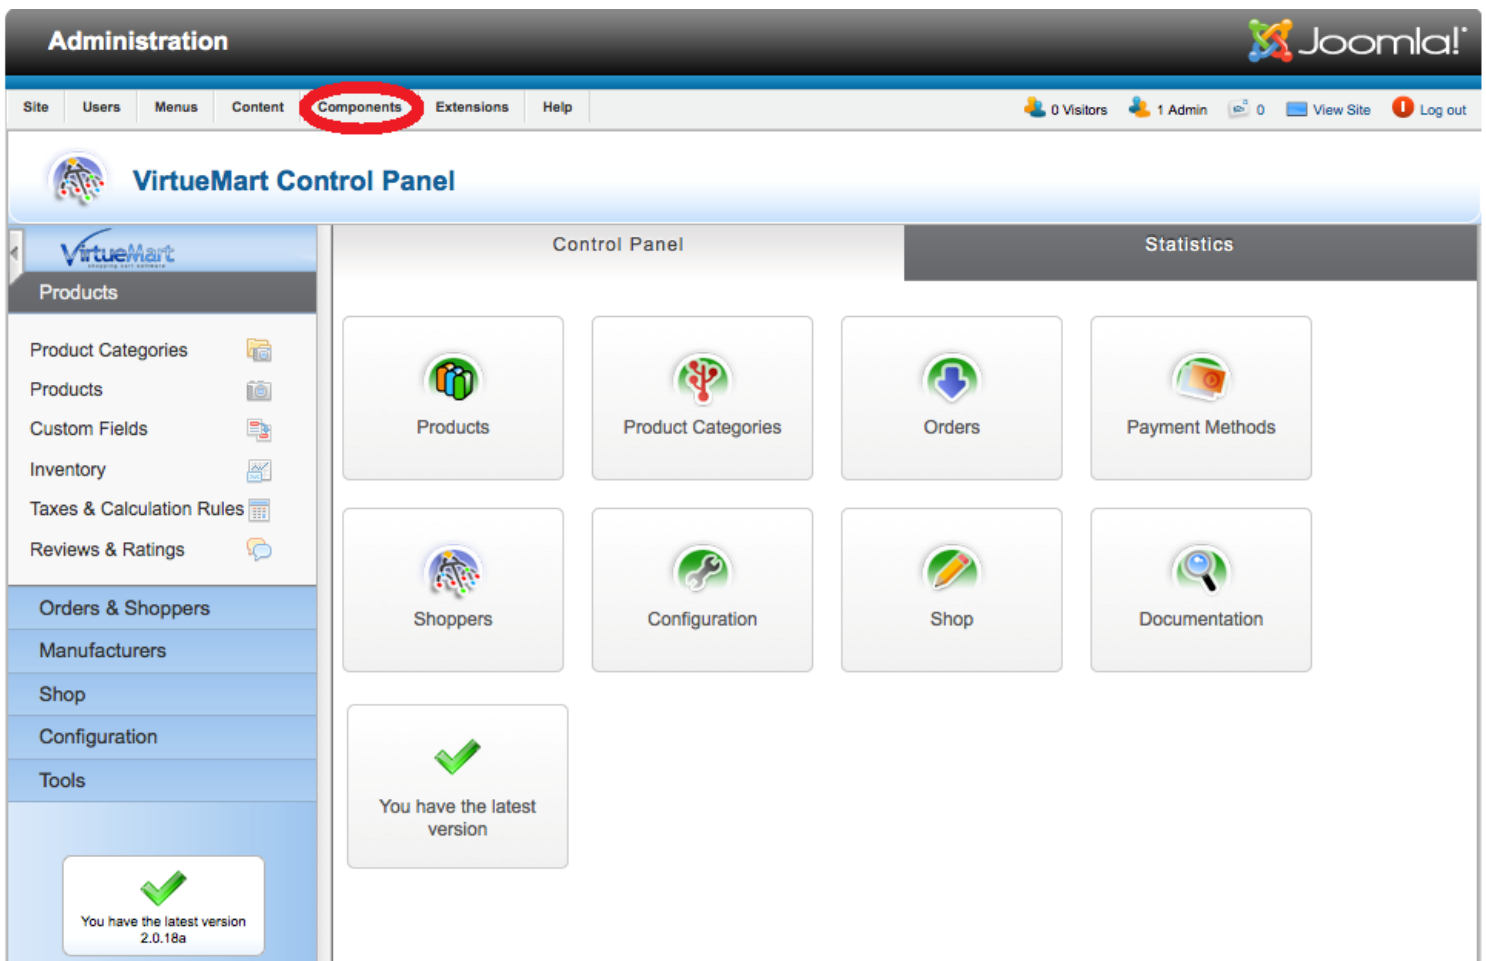 Administration
Joomla!
Site Users Menus Content Components Extensions Help 0 Visitors 1 Admin 0 View Site Log out
VirtueMart Control Panel
VirtueMart
shopping cart software
Control Panel Statistics
Products
Product Categories
Products
Custom Fields
Inventory
Taxes & Calculation Rules
Reviews & Ratings
Orders & Shoppers
Manufacturers
Shop
Configuration
Tools
You have the latest version
2.0.18a
Products Product Categories Orders Payment Methods
Shoppers Configuration Shop Documentation
You have the latest
version